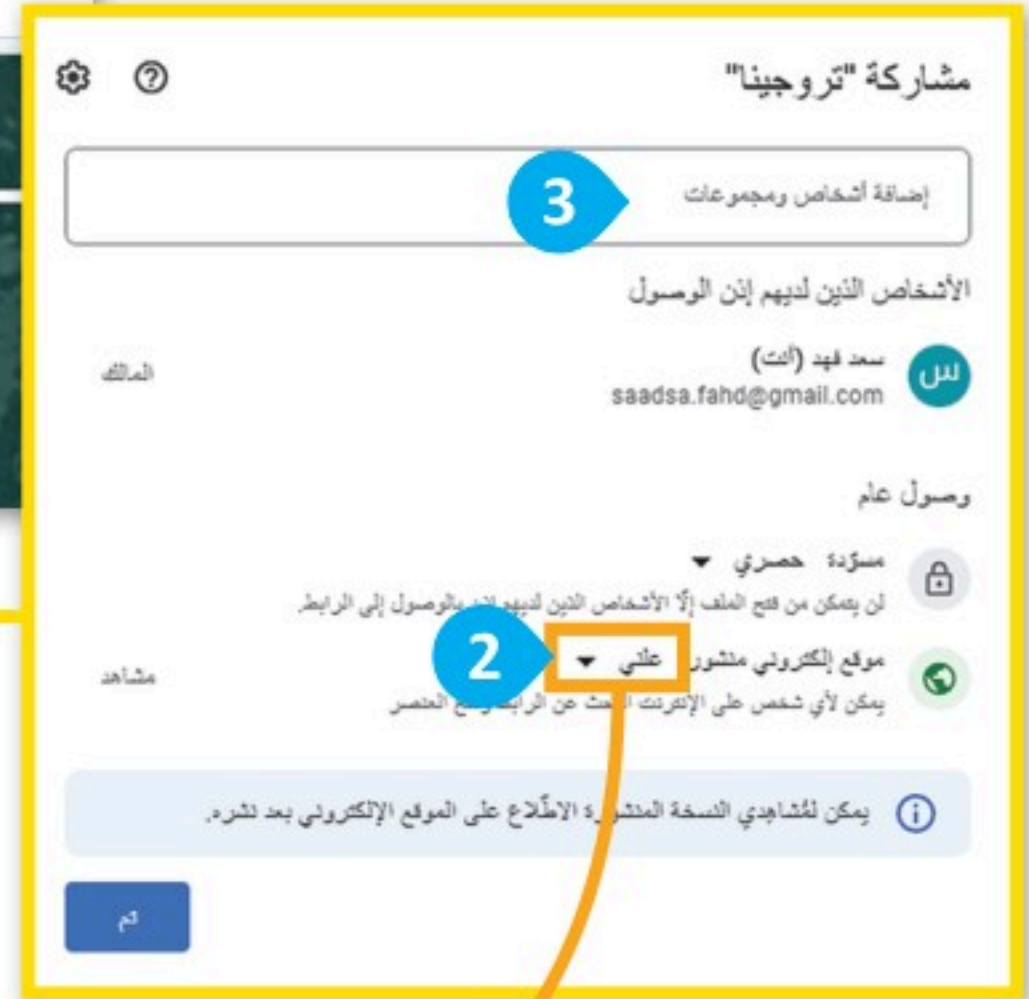 مشاركة "تروجينا"
إضافة أشخاص ومجموعات
3
الأشخاص الذين لديهم إذن الوصول
س
سعد فهد (أنت)
saadsa.fahd@gmail.com
المالك
وصول عام
مسوّدة حصري
لن يتمكن من فتح الملف إلّا الأشخاص الذين لديهم إذن بالوصول إلى الرابط.
موقع إلكتروني منشور علني
2
مشاهد
يمكن لأي شخص على الإنترنت البحث عن الرابط وفتح العنصر
يمكن لمُشاهِدي النسخة المنشورة الاطّلاع على الموقع الإلكتروني بعد نشره.
تم